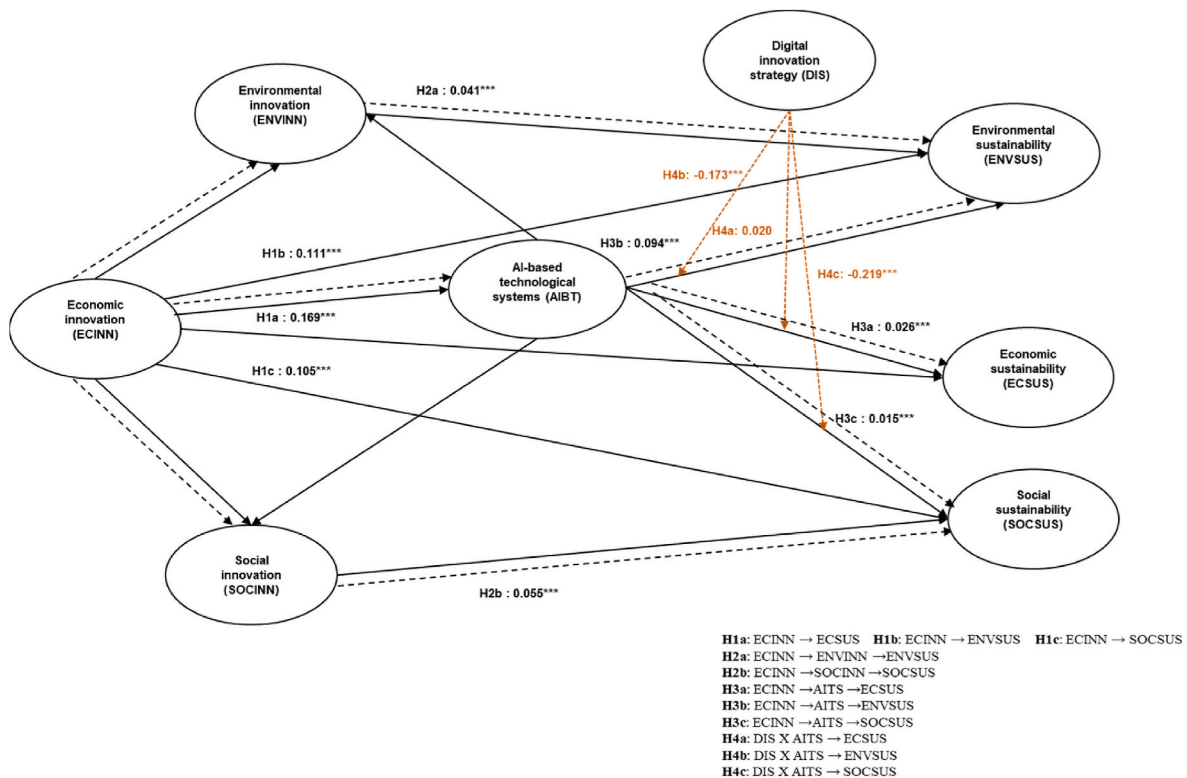 Digital
innovation
strategy (DIS)
Environmental
innovation
(ENVINN)
H2a : 0.041***
Environmental
sustainability
(ENVSUS)
H4b: -0.173***
H4a: 0.020
H3b: 0.094***
H1b : 0.111***
H4c: -0.219***
AI-based
technological
systems (AIBT)
Economic
innovation
(ECINN)
H1a : 0.169***
H3a : 0.026***
Economic
sustainability
(ECSUS)
H1c : 0.105***
H3c : 0.015***
Social
sustainability
(SOCSUS)
Social
innovation
(SOCINN)
H2b : 0.055***
H1a: ECINN → ECSUS H1b: ECINN → ENVSUS H1c: ECINN → SOCSUS
H2a: ECINN → ENVINN →ENVSUS
H2b: ECINN →SOCINN →SOCSUS
H3a: ECINN →AITS →ECSUS
H3b: ECINN →AITS →ENVSUS
H3c: ECINN →AITS →SOCSUS
H4a: DIS X AITS → ECSUS
H4b: DIS X AITS → ENVSUS
H4c: DIS X AITS → SOCSUS